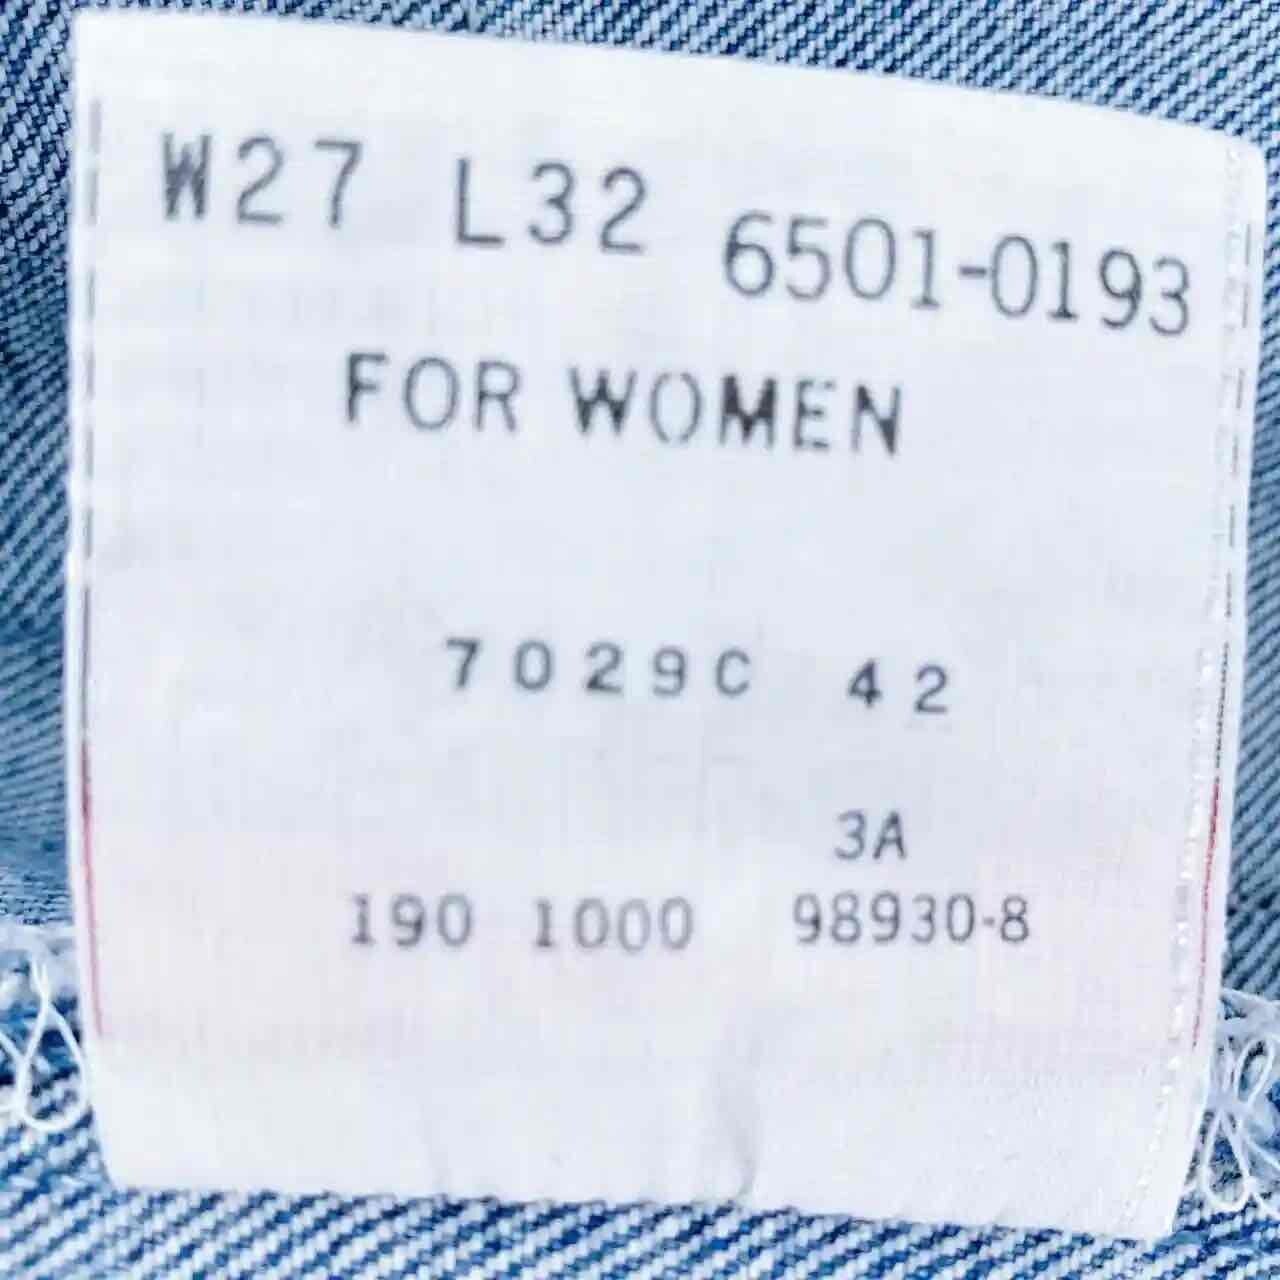 W27 L32 6501-0193
FOR WOMEN
7029C 42
3A
190 1000 98930-8